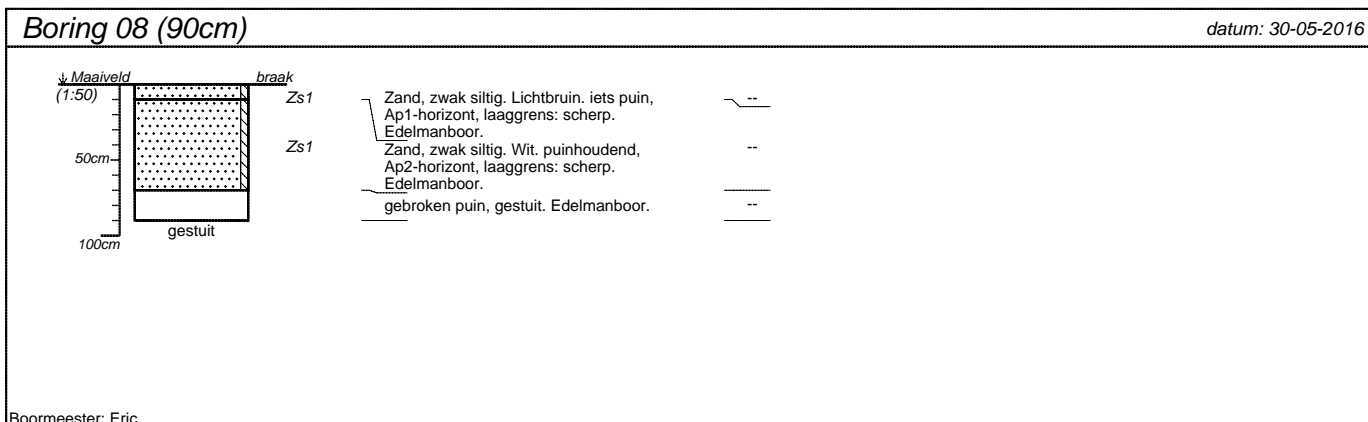 Boring 08 (90cm)
datum: 30-05-2016
Maaiveld
braak
(1:50)
Zs1
Zand, zwak siltig. Lichtbruin. iets puin,
--
Ap1-horizont, laaggrens: scherp.
Edelmanboor.
Zs1
Zand, zwak siltig. Wit. puinhoudend,
--
50cm
Ap2-horizont, laaggrens: scherp.
Edelmanboor.
gebroken puin, gestuit. Edelmanboor.
--
gestuit
100cm
Boormeester: Eric